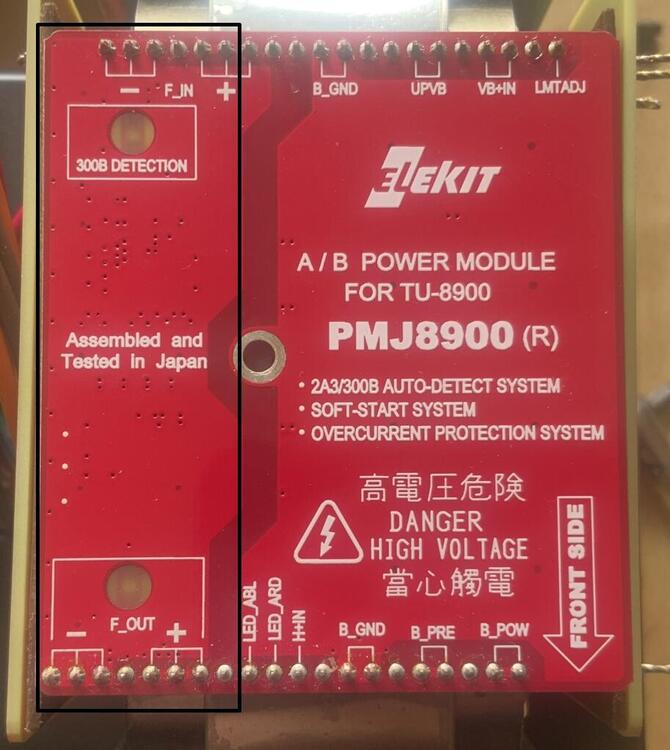 − F_IN +
B_GND
UPVB
VB+IN
LMTADJ
300B DETECTION
ELEKIT
A / B POWER MODULE
FOR TU-8900
PMJ8900 (R)
Assembled and
Tested in Japan
• 2A3/300B AUTO-DETECT SYSTEM
• SOFT-START SYSTEM
• OVERCURRENT PROTECTION SYSTEM
高電圧危険
DANGER
HIGH VOLTAGE
當心觸電
FRONT SIDE
− F_OUT +
LED_ABL
LED_ARD
H-IN
B_GND
B_PRE
B_POW